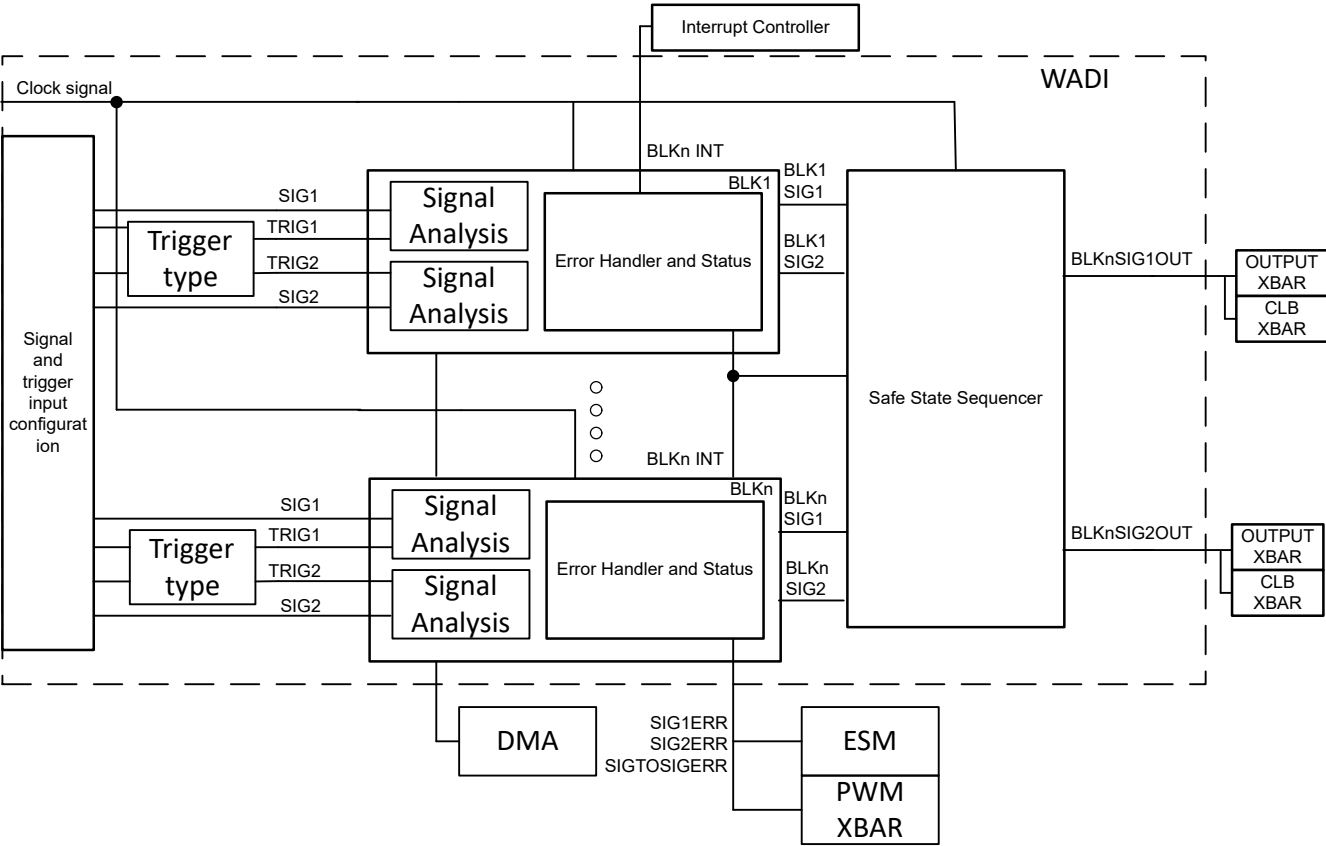 Interrupt Controller
WADI
Clock signal
BLKn INT
BLK1
BLK1
SIG1
BLK1
SIG2
SIG1
TRIG1
TRIG2
SIG2
Trigger
type
Signal
Analysis
Signal
Analysis
Error Handler and Status
BLKnSIG1OUT
OUTPUT
XBAR
CLB
XBAR
Signal
and
trigger
input
configurat
ion
Safe State Sequencer
BLKn INT
BLKn
BLKn
SIG1
BLKn
SIG2
SIG1
TRIG1
TRIG2
SIG2
Trigger
type
Signal
Analysis
Signal
Analysis
Error Handler and Status
BLKnSIG2OUT
OUTPUT
XBAR
CLB
XBAR
DMA
SIG1ERR
SIG2ERR
SIGTOSIGERR
ESM
PWM
XBAR